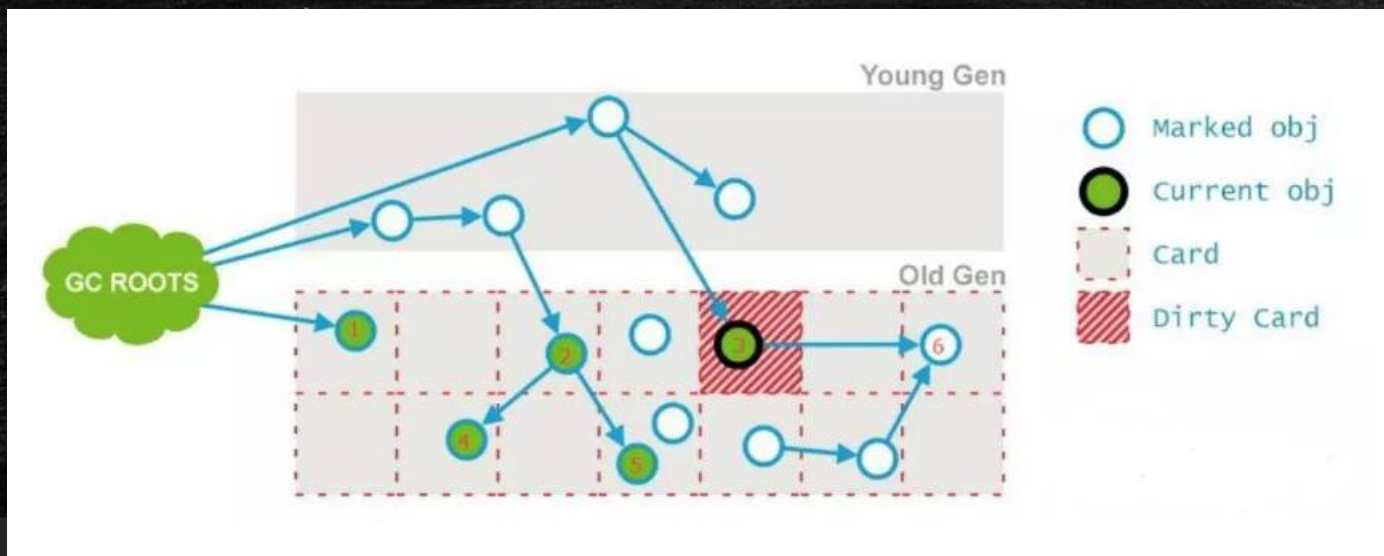 Young Gen
Marked obj
Current obj
GC ROOTS
Card
Old Gen
Dirty Card
1
2
3
6
4
5